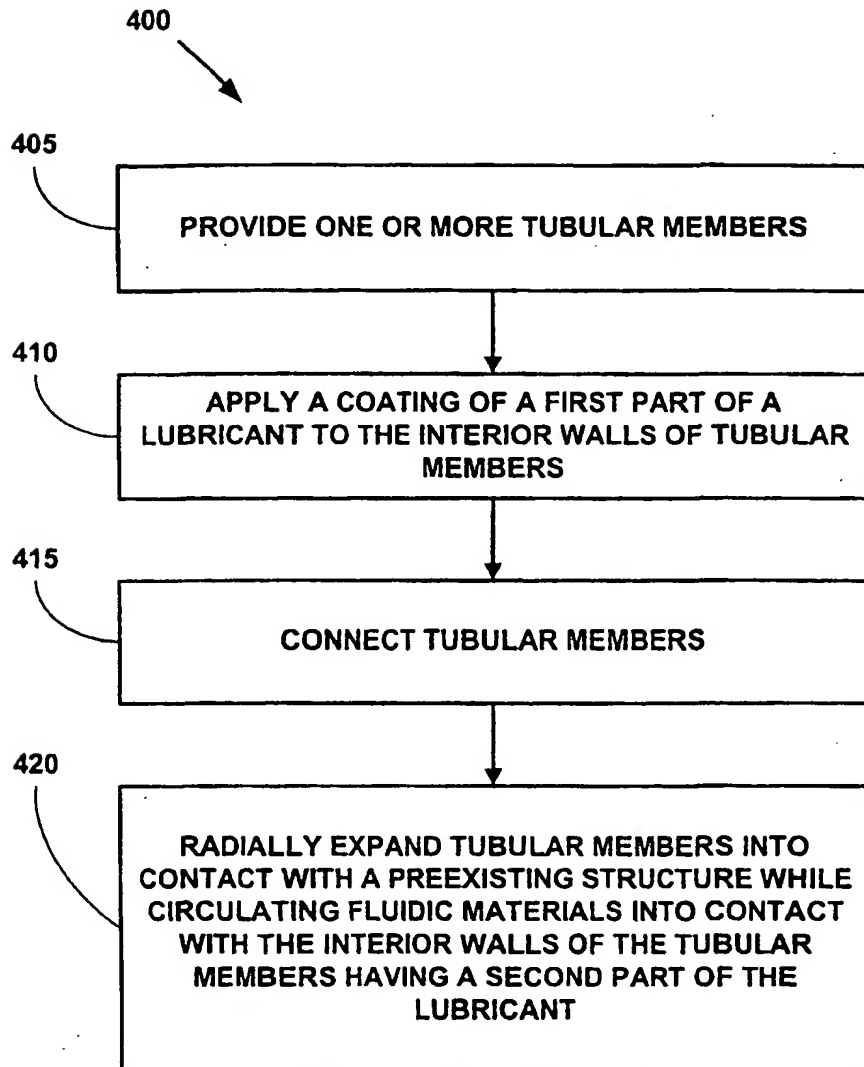 400
405
PROVIDE ONE OR MORE TUBULAR MEMBERS
410
APPLY A COATING OF A FIRST PART OF A
LUBRICANT TO THE INTERIOR WALLS OF TUBULAR
MEMBERS
415
CONNECT TUBULAR MEMBERS
420
RADIALLY EXPAND TUBULAR MEMBERS INTO
CONTACT WITH A PREEXISTING STRUCTURE WHILE
CIRCULATING FLUIDIC MATERIALS INTO CONTACT
WITH THE INTERIOR WALLS OF THE TUBULAR
MEMBERS HAVING A SECOND PART OF THE
LUBRICANT